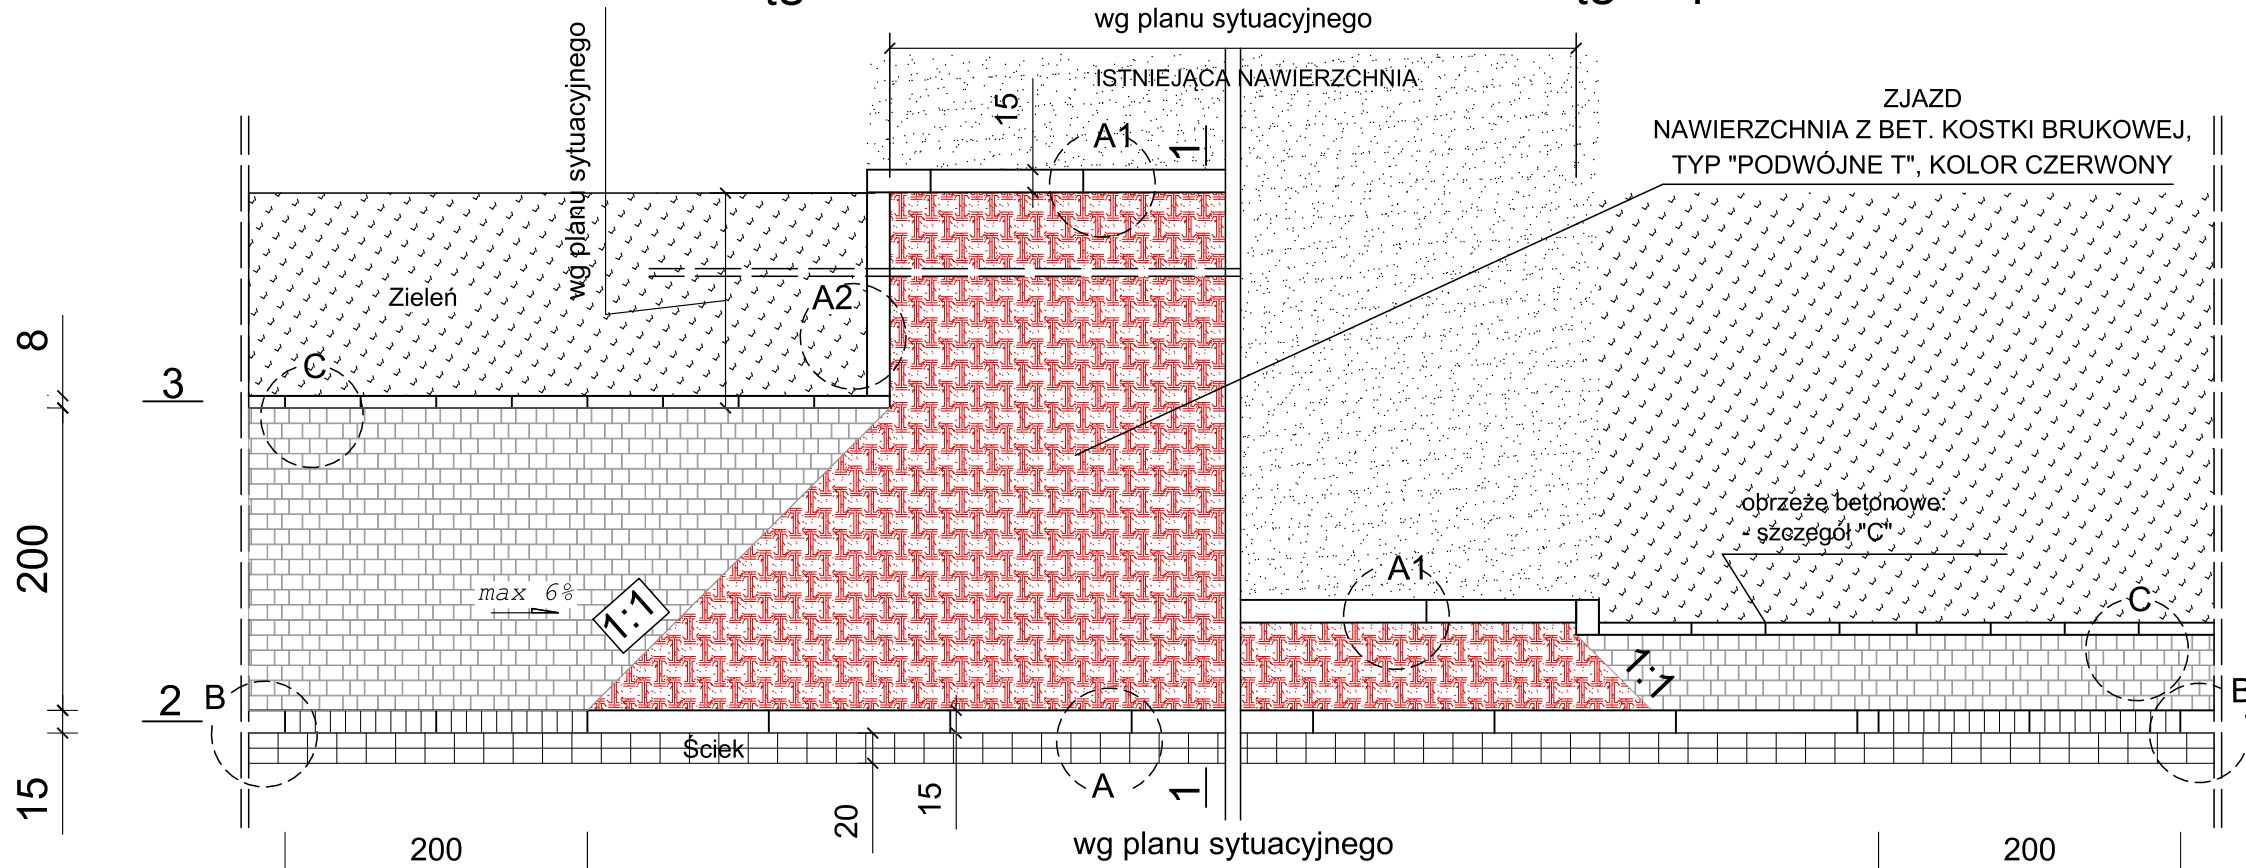 wg planu sytuacyjnego
ISTNIEJĄCA NAWIERZCHNIA
wg planu sytuacyjnego
15
A1
1
ZJAZD
NAWIERZCHNIA Z BET. KOSTKI BRUKOWEJ,
TYP "PODWÓJNE T", KOLOR CZERWONY
Zieleń
A2
8
3
C
obrzeże betonowe:
- szczegół "C"
200
max 6%
1:1
A1
C
1:1
2
B
B
Ściek
A
1
15
20
15
wg planu sytuacyjnego
200
200